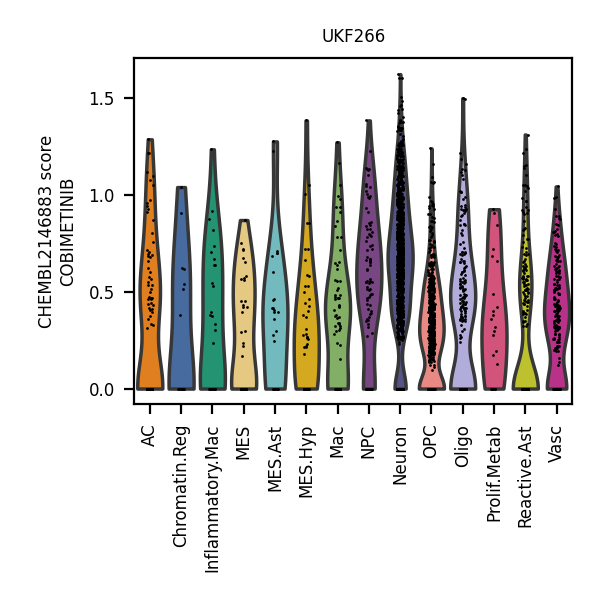 UKF266
CHEMBL2146883 score
COBIMETINIB
1.5
1.0
0.5
0.0
AC
Chromatin.Reg
Inflammatory.Mac
MES
MES.Ast
MES.Hyp
Mac
NPC
Neuron
OPC
Oligo
Prolif.Metab
Reactive.Ast
Vasc